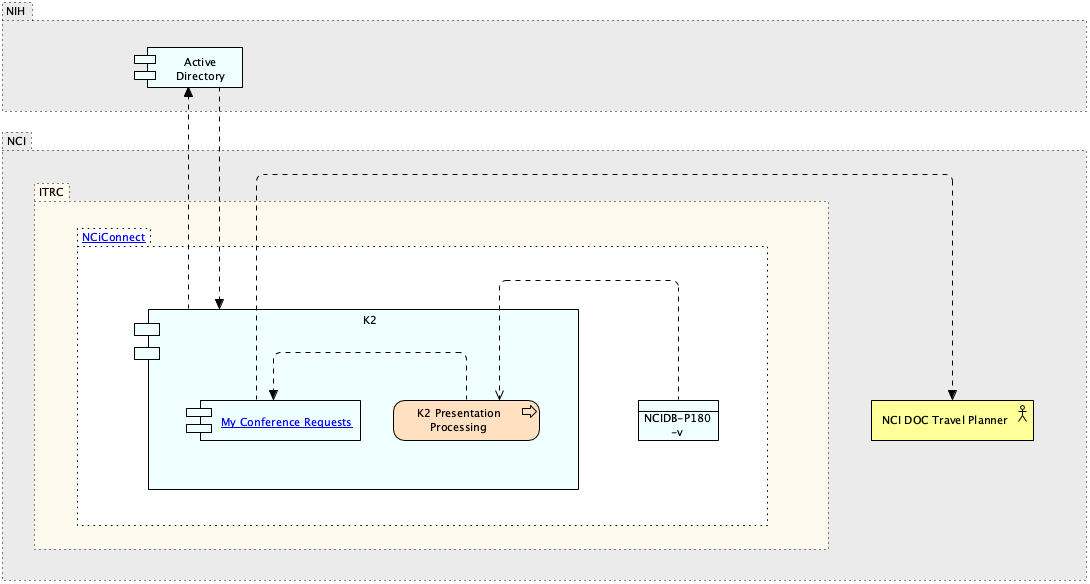 NIH
Active
Directory
NCI
ITRC
NCiConnect
K2
My Conference Requests
K2 Presentation
Processing
NCIDB-P180
-v
NCI DOC Travel Planner